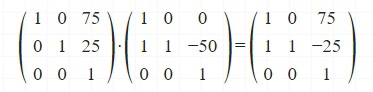 ( 1 0 75 ) ( 1 0 0 ) ( 1 0 75 )
( 0 1 25 ) · ( 1 1 −50 ) = ( 1 1 −25 )
( 0 0 1 ) ( 0 0 1 ) ( 0 0 1 )